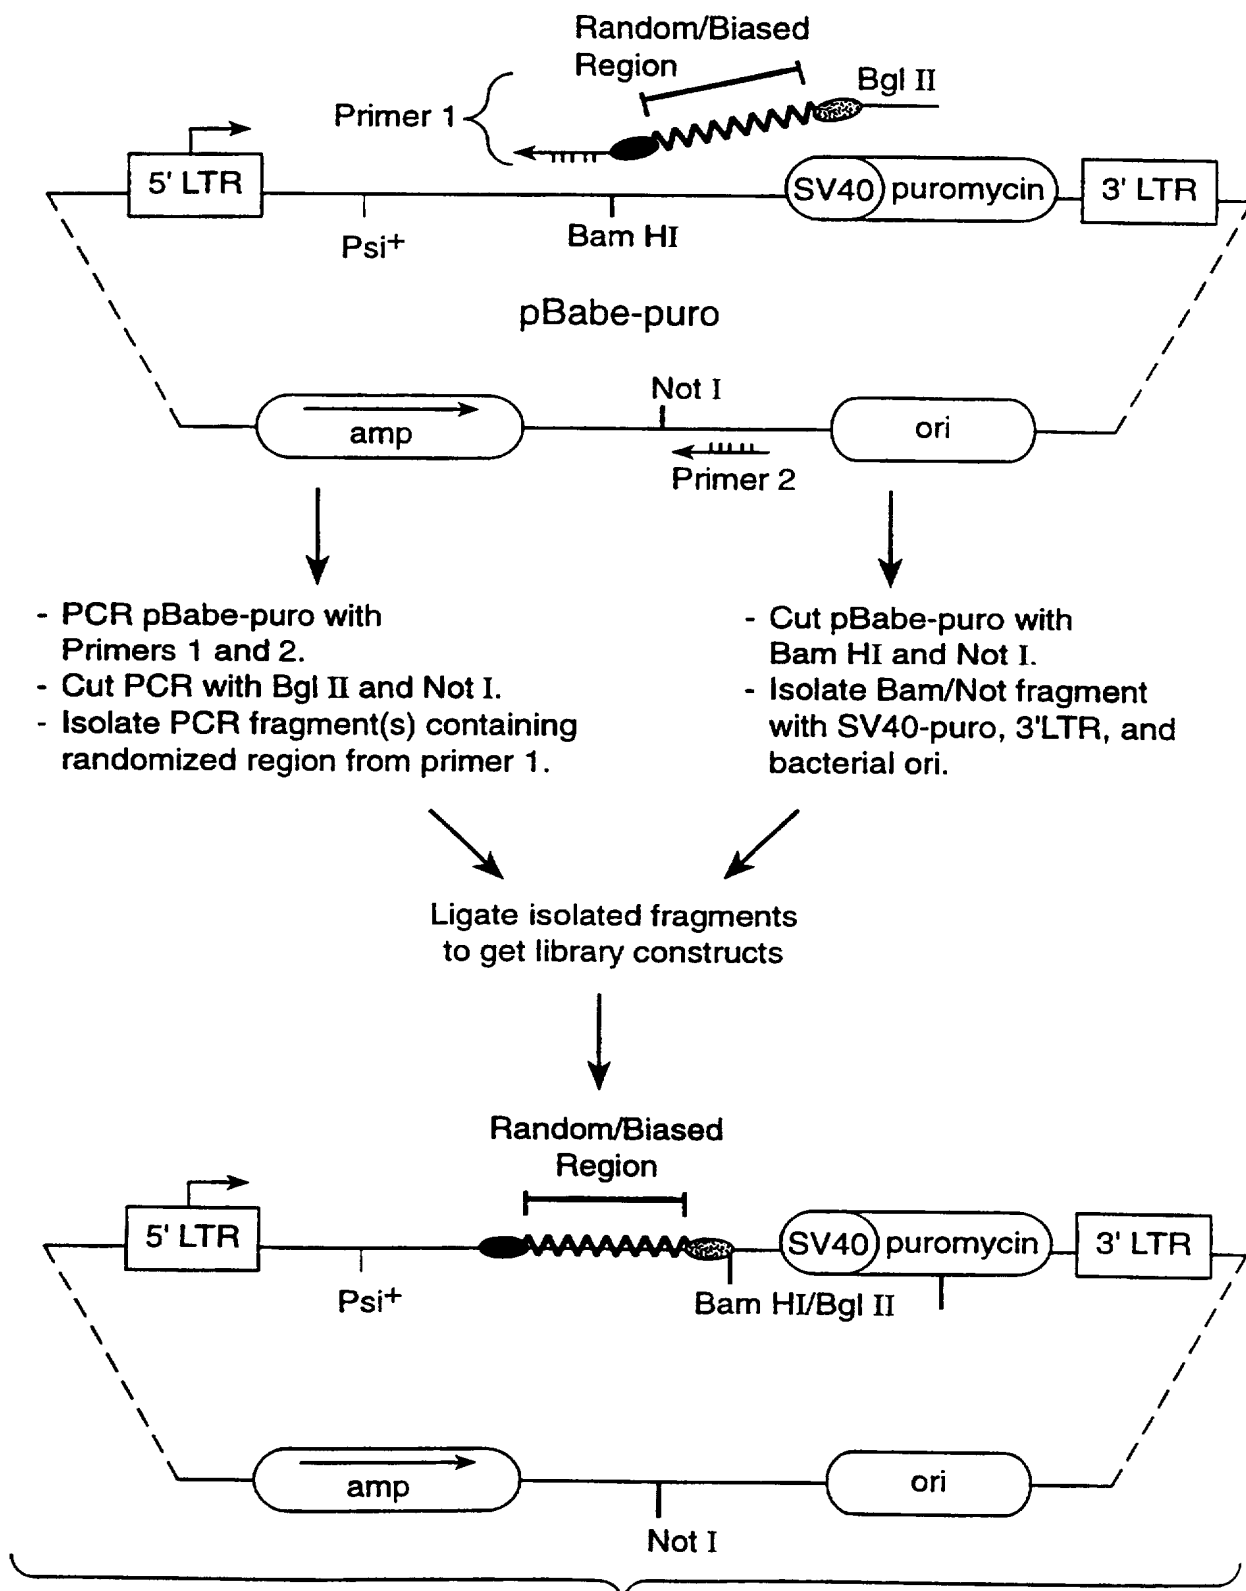 Random/Biased
Region
Bgl II
Primer 1
5' LTR
SV40
puromycin
3' LTR
Psi+
Bam HI
pBabe-puro
Not I
amp
ori
Primer 2
- PCR pBabe-puro with
Primers 1 and 2.
- Cut PCR with Bgl II and Not I.
- Isolate PCR fragment(s) containing
randomized region from primer 1.
- Cut pBabe-puro with
Bam HI and Not I.
- Isolate Bam/Not fragment
with SV40-puro, 3'LTR, and
bacterial ori.
Ligate isolated fragments
to get library constructs
Random/Biased
Region
5' LTR
SV40
puromycin
3' LTR
Psi+
Bam HI/Bgl II
amp
ori
Not I